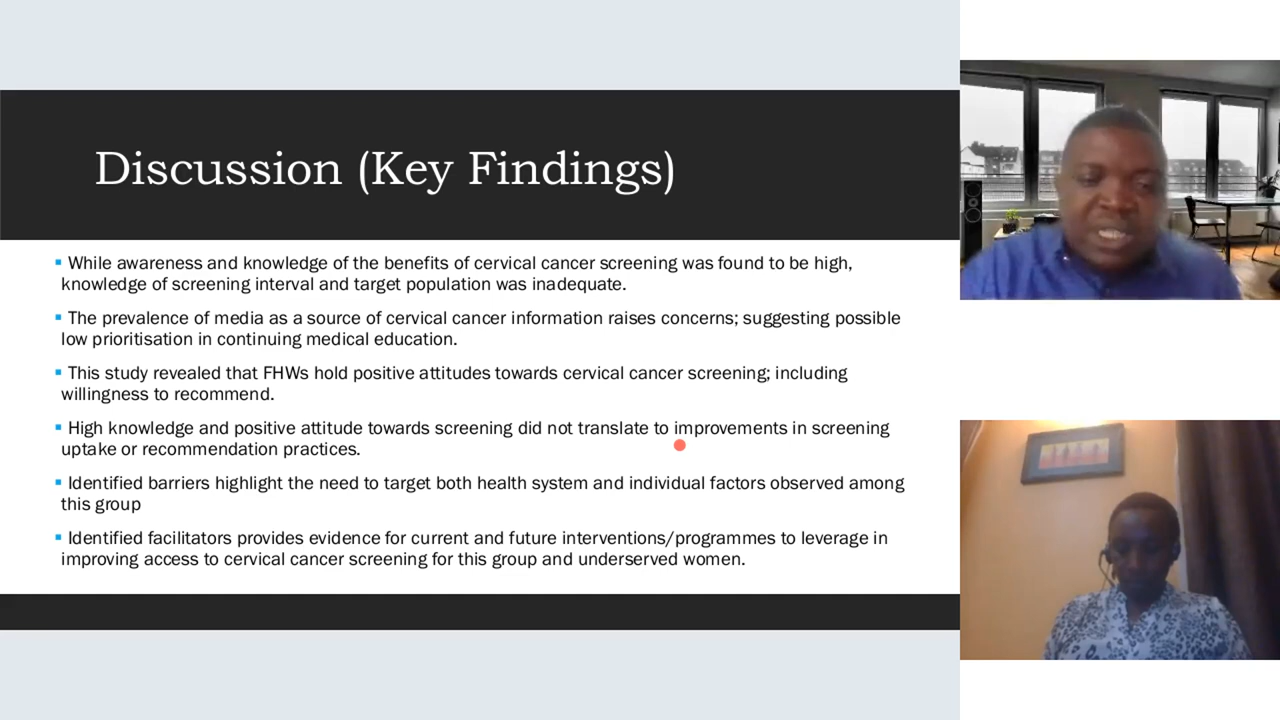 Discussion (Key Findings)
While awareness and knowledge of the benefits of cervical cancer screening was found to be high,
knowledge of screening interval and target population was inadequate.
The prevalence of media as a source of cervical cancer information raises concerns; suggesting possible
low prioritisation in continuing medical education.
This study revealed that FHWs hold positive attitudes towards cervical cancer screening; including
willingness to recommend.
High knowledge and positive attitude towards screening did not translate to improvements in screening
uptake or recommendation practices.
Identified barriers highlight the need to target both health system and individual factors observed among
this group
Identified facilitators provides evidence for current and future interventions/programmes to leverage in
improving access to cervical cancer screening for this group and underserved women.